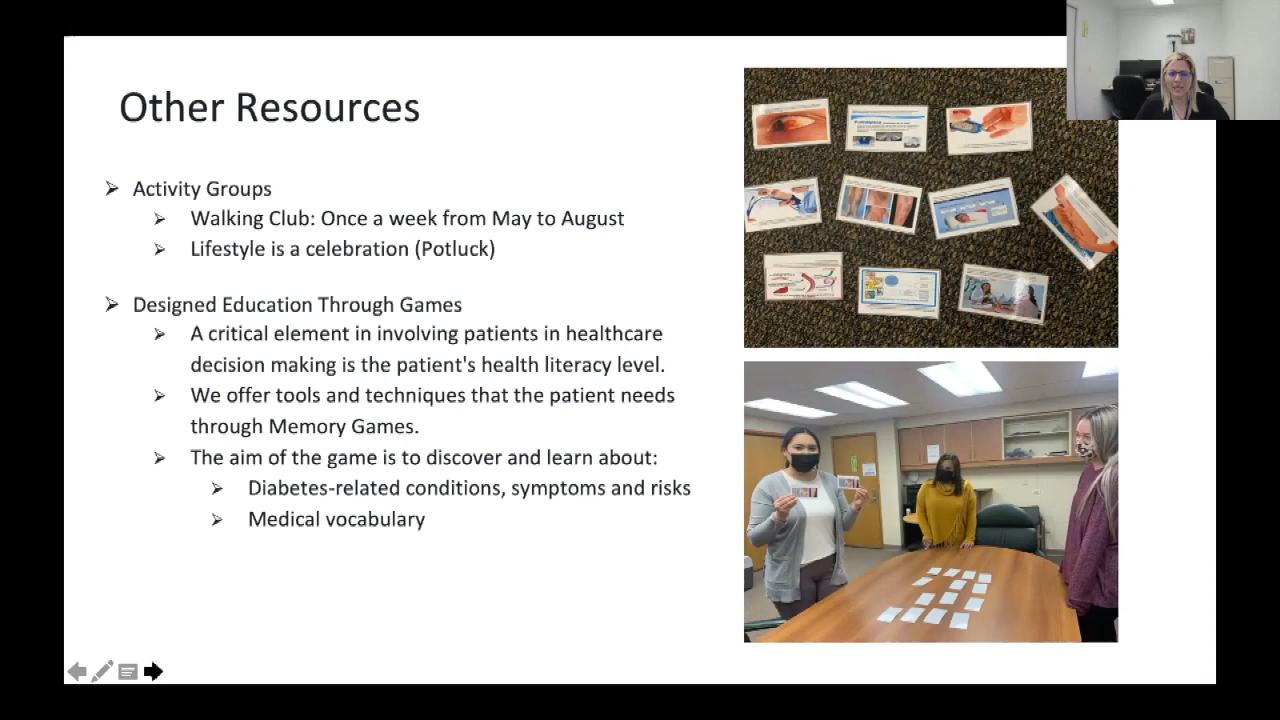 Other Resources
Activity Groups
Walking Club: Once a week from May to August
Lifestyle is a celebration (Potluck)
Designed Education Through Games
A critical element in involving patients in healthcare
decision making is the patient's health literacy level.
We offer tools and techniques that the patient needs
through Memory Games.
The aim of the game is to discover and learn about:
Diabetes-related conditions, symptoms and risks
Medical vocabulary